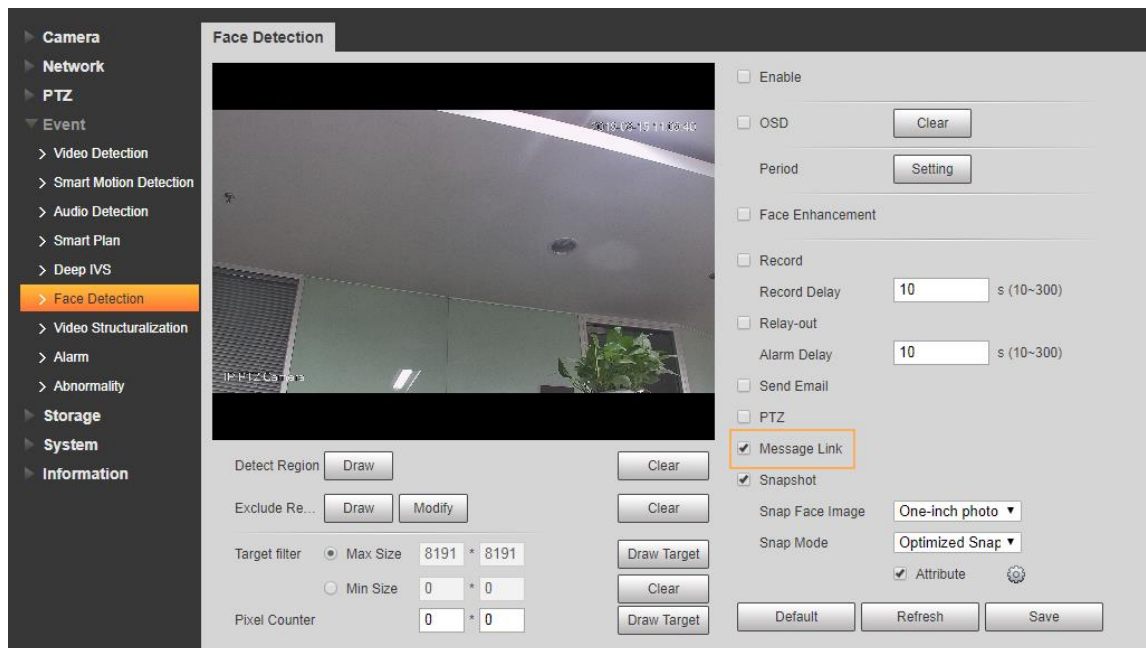 Camera
Network
PTZ
Event
Video Detection
Smart Motion Detection
Audio Detection
Smart Plan
Deep IVS
Face Detection
Video Structuralization
Alarm
Abnormality
Storage
System
Information
Face Detection
IP PTZ Camera
Detect Region Draw Clear
Exclude Re... Draw Modify Clear
Target filter Max Size 8191 * 8191 Draw Target
Min Size 0 * 0 Clear
Pixel Counter 0 * 0 Draw Target
Enable
OSD Clear
Period Setting
Face Enhancement
Record
Record Delay 10 s (10~300)
Relay-out
Alarm Delay 10 s (10~300)
Send Email
PTZ
Message Link
Snapshot
Snap Face Image One-inch photo
Snap Mode Optimized Snap
Attribute
Default Refresh Save